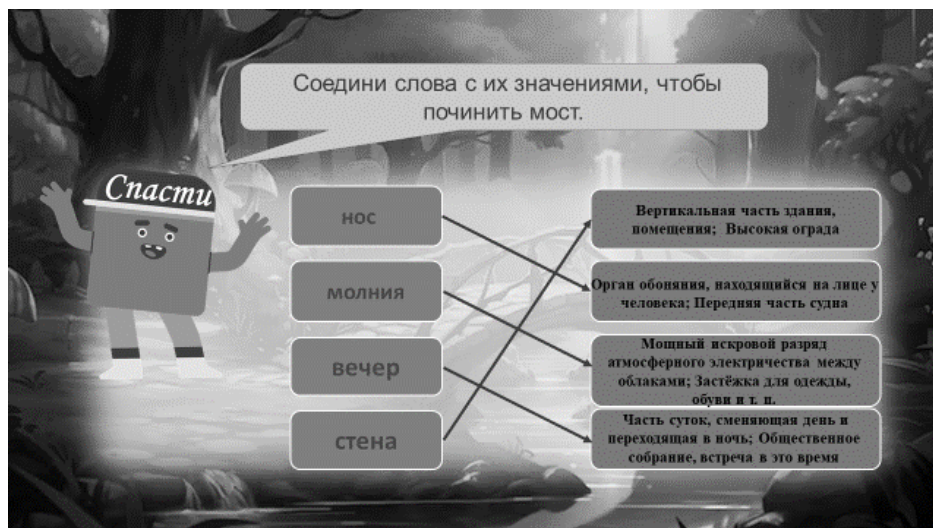 Соедини слова с их значениями, чтобы
починить мост.
Спасти
нос
молния
вечер
стена
Вертикальная часть здания,
помещения; Высокая ограда
Орган обоняния, находящийся на лице у
человека; Передняя часть судна
Мощный искровой разряд
атмосферного электричества между
облаками; Застёжка для одежды,
обуви и т. п.
Часть суток, сменяющая день и
переходящая в ночь; Общественное
собрание, встреча в это время